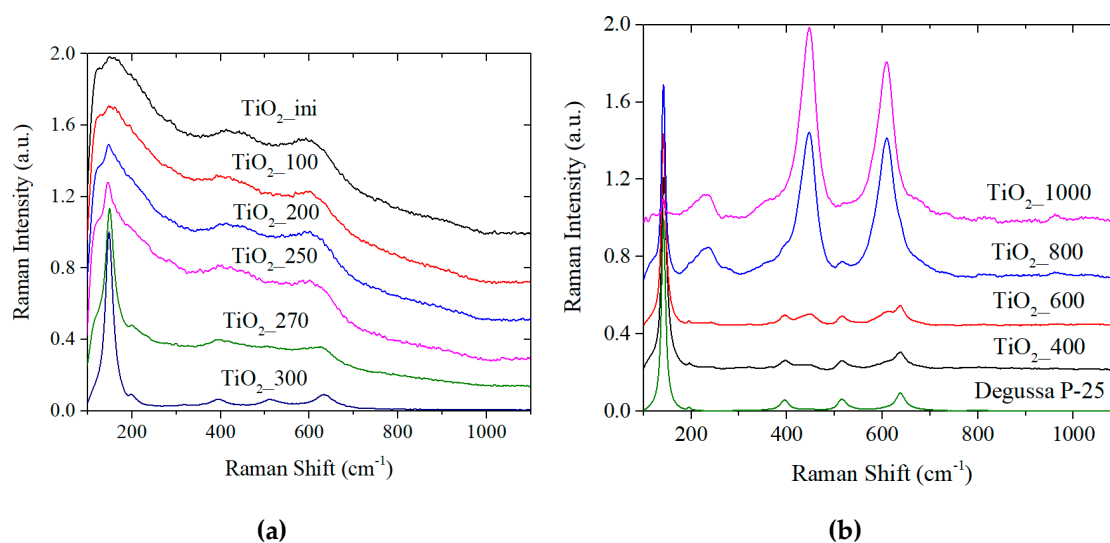 2.0
1.6
1.2
0.8
0.4
0.0
Raman Intensity (a.u.)
TiO₂_ini
TiO₂_100
TiO₂_200
TiO₂_250
TiO₂_270
TiO₂_300
200 400 600 800 1000
Raman Shift (cm⁻¹)
(a)
2.0
1.6
1.2
0.8
0.4
0.0
Raman Intensity (a.u.)
TiO₂_1000
TiO₂_800
TiO₂_600
TiO₂_400
Degussa P-25
200 400 600 800 1000
Raman Shift (cm⁻¹)
(b)